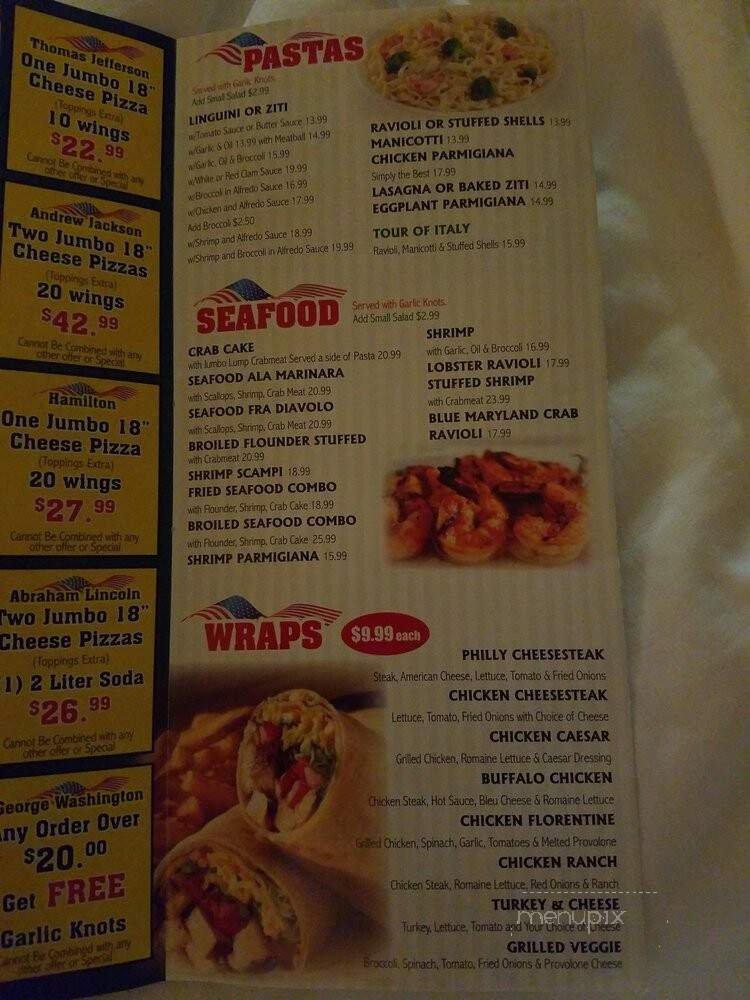 Thomas Jefferson
One Jumbo 18"
Cheese Pizza
(Toppings Extra)
10 wings
$22.99
Cannot Be Combined with any
other offer or Special
Andrew Jackson
Two Jumbo 18"
Cheese Pizzas
(Toppings Extra)
20 wings
$42.99
Cannot Be Combined with any
other offer or Special
Hamilton
One Jumbo 18"
Cheese Pizza
(Toppings Extra)
20 wings
$27.99
Cannot Be Combined with any
other offer or Special
Abraham Lincoln
Two Jumbo 18"
Cheese Pizzas
(Toppings Extra)
1) 2 Liter Soda
$26.99
Cannot Be Combined with any
other offer or Special
George Washington
Any Order Over
$20.00
Get FREE
Garlic Knots
Cannot Be Combined with any
other offer or Special
PASTAS
Served with Garlic Knots.
Add Small Salad $2.99
LINGUINI OR ZITI
w/Tomato Sauce or Butter Sauce 13.99
w/Garlic & Oil 13.99 with Meatball 14.99
w/Garlic, Oil & Broccoli 15.99
w/White or Red Clam Sauce 19.99
w/Broccoli in Alfredo Sauce 16.99
w/Chicken and Alfredo Sauce 17.99
Add Broccoli $2.50
w/Shrimp and Alfredo Sauce 18.99
w/Shrimp and Broccoli in Alfredo Sauce 19.99
RAVIOLI OR STUFFED SHELLS 13.99
MANICOTTI 13.99
CHICKEN PARMIGIANA
Simply the Best 17.99
LASAGNA OR BAKED ZITI 14.99
EGGPLANT PARMIGIANA 14.99
TOUR OF ITALY
Ravioli, Manicotti & Stuffed Shells 15.99
SEAFOOD
Served with Garlic Knots.
Add Small Salad $2.99
CRAB CAKE
with Jumbo Lump Crabmeat Served a side of Pasta 20.99
SEAFOOD ALA MARINARA
with Scallops, Shrimp, Crab Meat 20.99
SEAFOOD FRA DIAVOLO
with Scallops, Shrimp, Crab Meat 20.99
BROILED FLOUNDER STUFFED
with Crabmeat 20.99
SHRIMP SCAMPI 18.99
FRIED SEAFOOD COMBO
with Flounder, Shrimp, Crab Cake 18.99
BROILED SEAFOOD COMBO
with Flounder, Shrimp, Crab Cake 25.99
SHRIMP PARMIGIANA 15.99
SHRIMP
with Garlic, Oil & Broccoli 16.99
LOBSTER RAVIOLI 17.99
STUFFED SHRIMP
with Crabmeat 23.99
BLUE MARYLAND CRAB
RAVIOLI 17.99
WRAPS
$9.99 each
PHILLY CHEESESTEAK
Steak, American Cheese, Lettuce, Tomato & Fried Onions
CHICKEN CHEESESTEAK
Lettuce, Tomato, Fried Onions with Choice of Cheese
CHICKEN CAESAR
Grilled Chicken, Romaine Lettuce & Caesar Dressing
BUFFALO CHICKEN
Chicken Steak, Hot Sauce, Bleu Cheese & Romaine Lettuce
CHICKEN FLORENTINE
Grilled Chicken, Spinach, Garlic, Tomatoes & Melted Provolone
CHICKEN RANCH
Chicken Steak, Romaine Lettuce, Red Onions & Ranch
TURKEY & CHEESE
Turkey, Lettuce, Tomato and Your Choice of Cheese
GRILLED VEGGIE
Broccoli, Spinach, Tomato, Fried Onions & Provolone Cheese
menupix